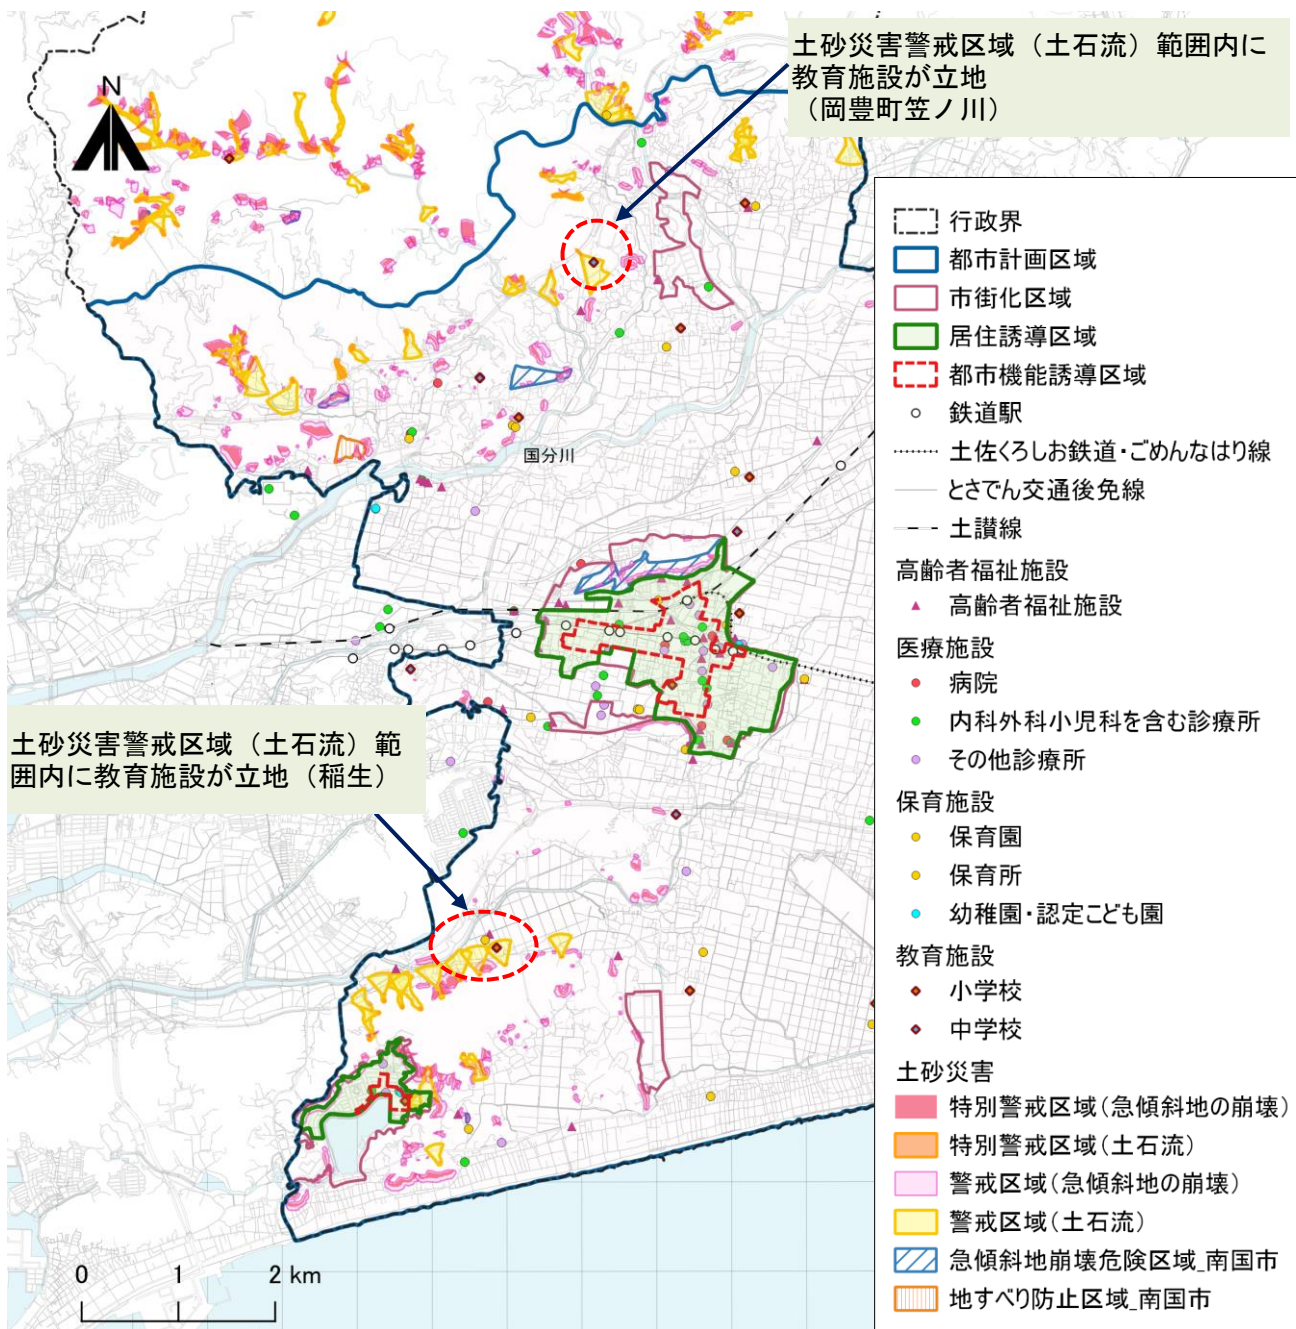 土砂災害警戒区域（土石流）範囲内に
教育施設が立地
（岡豊町笠ノ川）
N
行政界
都市計画区域
市街化区域
居住誘導区域
都市機能誘導区域
鉄道駅
土佐くろしお鉄道・ごめんなはり線
とさでん交通後免線
土讃線
高齢者福祉施設
高齢者福祉施設
医療施設
病院
内科外科小児科を含む診療所
その他診療所
保育施設
保育園
保育所
幼稚園・認定こども園
教育施設
小学校
中学校
土砂災害
特別警戒区域（急傾斜地の崩壊）
特別警戒区域（土石流）
警戒区域（急傾斜地の崩壊）
警戒区域（土石流）
急傾斜地崩壊危険区域_南国市
地すべり防止区域_南国市
国分川
土砂災害警戒区域（土石流）範
囲内に教育施設が立地（稲生）
0 1 2 km